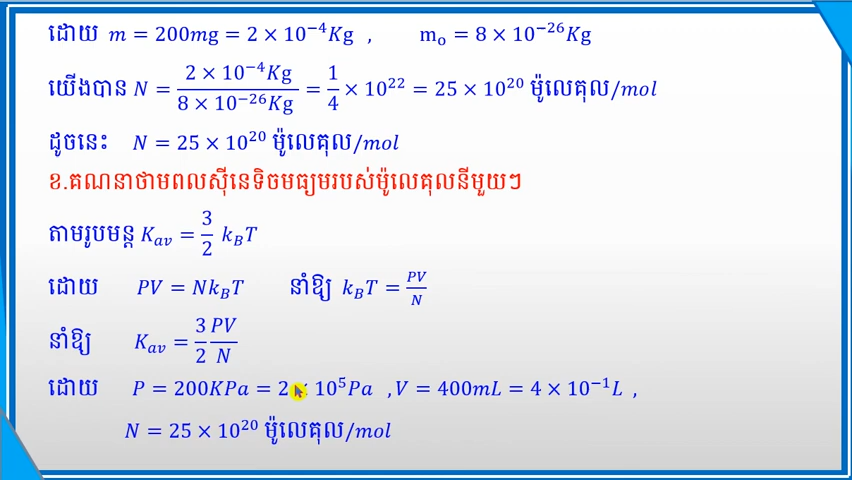 ដោយ m = 200mg = 2 × 10⁻⁴Kg , m₀ = 8 × 10⁻²⁶Kg
យើងបាន N = (2 × 10⁻⁴Kg)/(8 × 10⁻²⁶Kg) = 1/4 × 10²² = 25 × 10²⁰ ម៉ូលេគុល/mol
ដូចនេះ N = 25 × 10²⁰ ម៉ូលេគុល/mol
ខ.គណនាថាមពលស៊ីនេទិចមធ្យមរបស់ម៉ូលេគុលនីមួយៗ
តាមរូបមន្ត K_av = 3/2 k_BT
ដោយ PV = Nk_BT នាំឱ្យ k_BT = PV/N
នាំឱ្យ K_av = 3/2 PV/N
ដោយ P = 200KPa = 2 × 10⁵Pa ,V = 400mL = 4 × 10⁻¹L ,
N = 25 × 10²⁰ ម៉ូលេគុល/mol